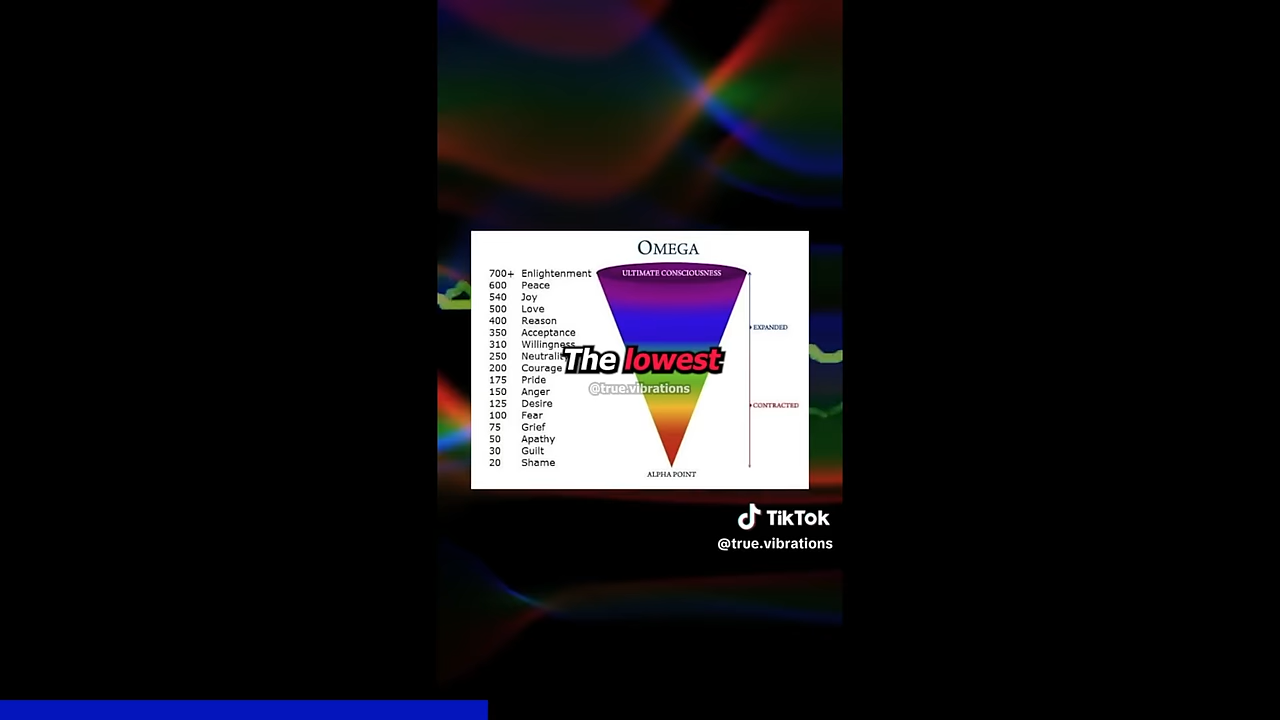 OMEGA
ULTIMATE CONSCIOUSNESS
700+ Enlightenment
600 Peace
540 Joy
500 Love
400 Reason
350 Acceptance
310 Willingness
250 Neutrality
200 Courage
175 Pride
150 Anger
125 Desire
100 Fear
75 Grief
50 Apathy
30 Guilt
20 Shame
EXPANDED
CONTRACTED
ALPHA POINT
The lowest
@true.vibrations
TikTok
@true.vibrations